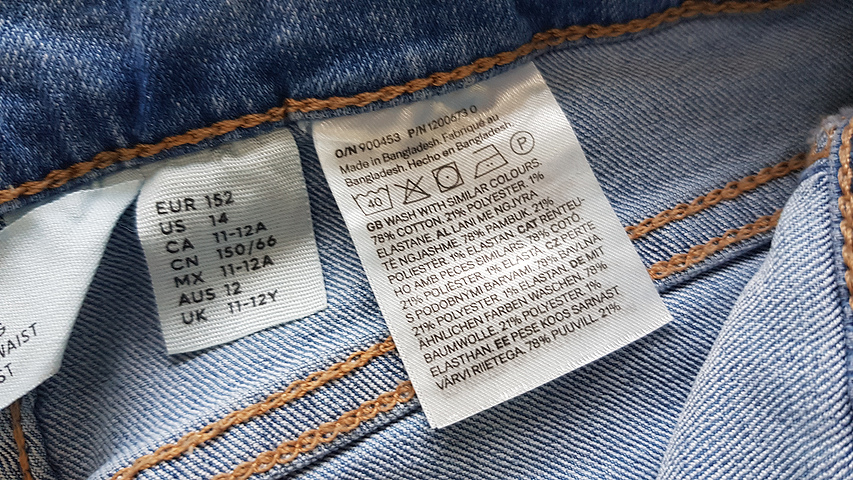 S
WAIST
ST
EUR 152
US 14
CA 11-12A
CN 150/66
MX 11-12A
AUS 12
UK 11-12Y
O/N 900453 P/N 1200673 0
Made in Bangladesh. Fabriqué au
Bangladesh. Hecho en Bangladesh.
40 P
GB WASH WITH SIMILAR COLOURS.
78% COTTON. 21% POLYESTER. 1%
ELASTANE. AL LANI ME NGJYRA
TË NGJASHME. 78% PAMBUK. 21%
POLIESTER. 1% ELASTAN. CAT RENTEU-
HO AMB PECES SIMILARS. 78% COTÓ.
21% POLIÈSTER. 1% ELASTÀ. CZ PERTE
S PODOBNÝMI BARVAMI. 78% BAVLNA
21% POLYESTER. 1% ELASTAN. DE MIT
ÄHNLICHEN FARBEN WASCHEN. 78%
BAUMWOLLE. 21% POLYESTER. 1%
ELASTHAN. EE PESE KOOS SARNAST
VÄRVI RIIETEGA. 78% PUUVILL. 21%